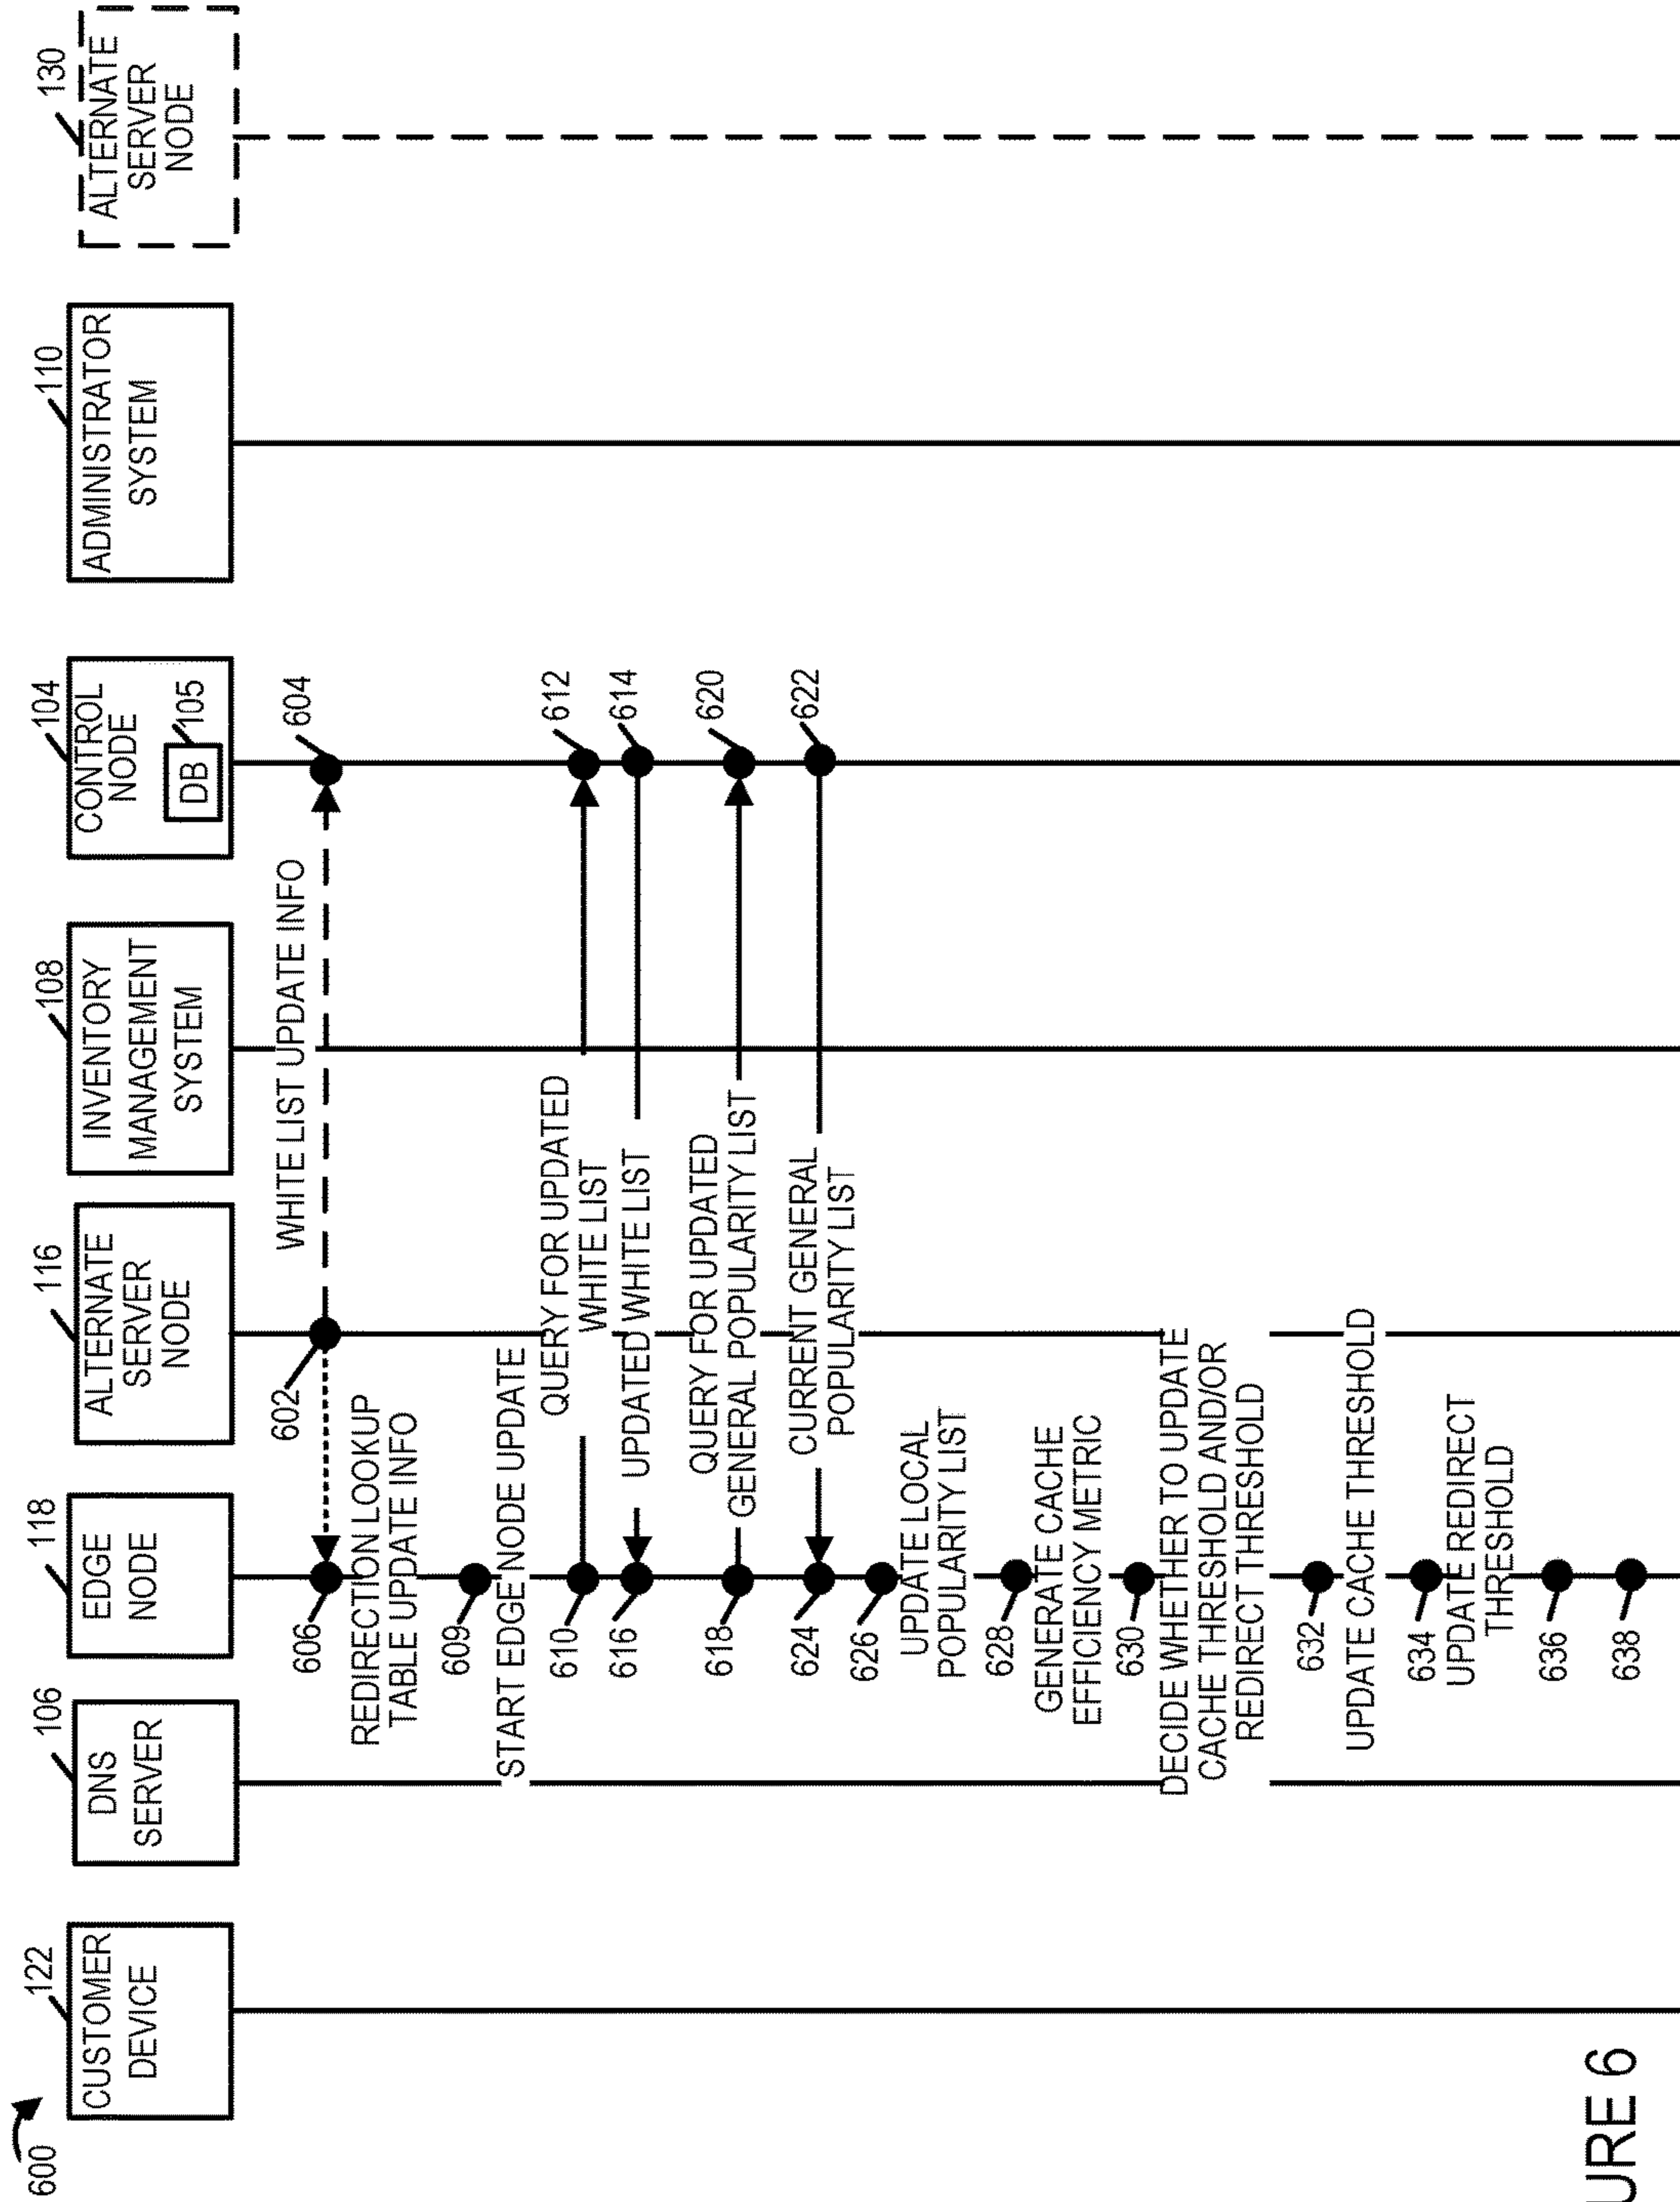 600
122
CUSTOMER
DEVICE
106
DNS
SERVER
118
EDGE
NODE
116
ALTERNATE
SERVER
NODE
108
INVENTORY
MANAGEMENT
SYSTEM
104
CONTROL
NODE
DB
105
110
ADMINISTRATOR
SYSTEM
130
ALTERNATE
SERVER
NODE
602
WHITE LIST UPDATE INFO
604
606
REDIRECTION LOOKUP
TABLE UPDATE INFO
609
START EDGE NODE UPDATE
610
QUERY FOR UPDATED
WHITE LIST
612
614
616
UPDATED WHITE LIST
618
QUERY FOR UPDATED
GENERAL POPULARITY LIST
620
622
624
CURRENT GENERAL
POPULARITY LIST
626
UPDATE LOCAL
POPULARITY LIST
628
GENERATE CACHE
EFFICIENCY METRIC
630
DECIDE WHETHER TO UPDATE
CACHE THRESHOLD AND/OR
REDIRECT THRESHOLD
632
UPDATE CACHE THRESHOLD
634
UPDATE REDIRECT
THRESHOLD
636
638
URE 6